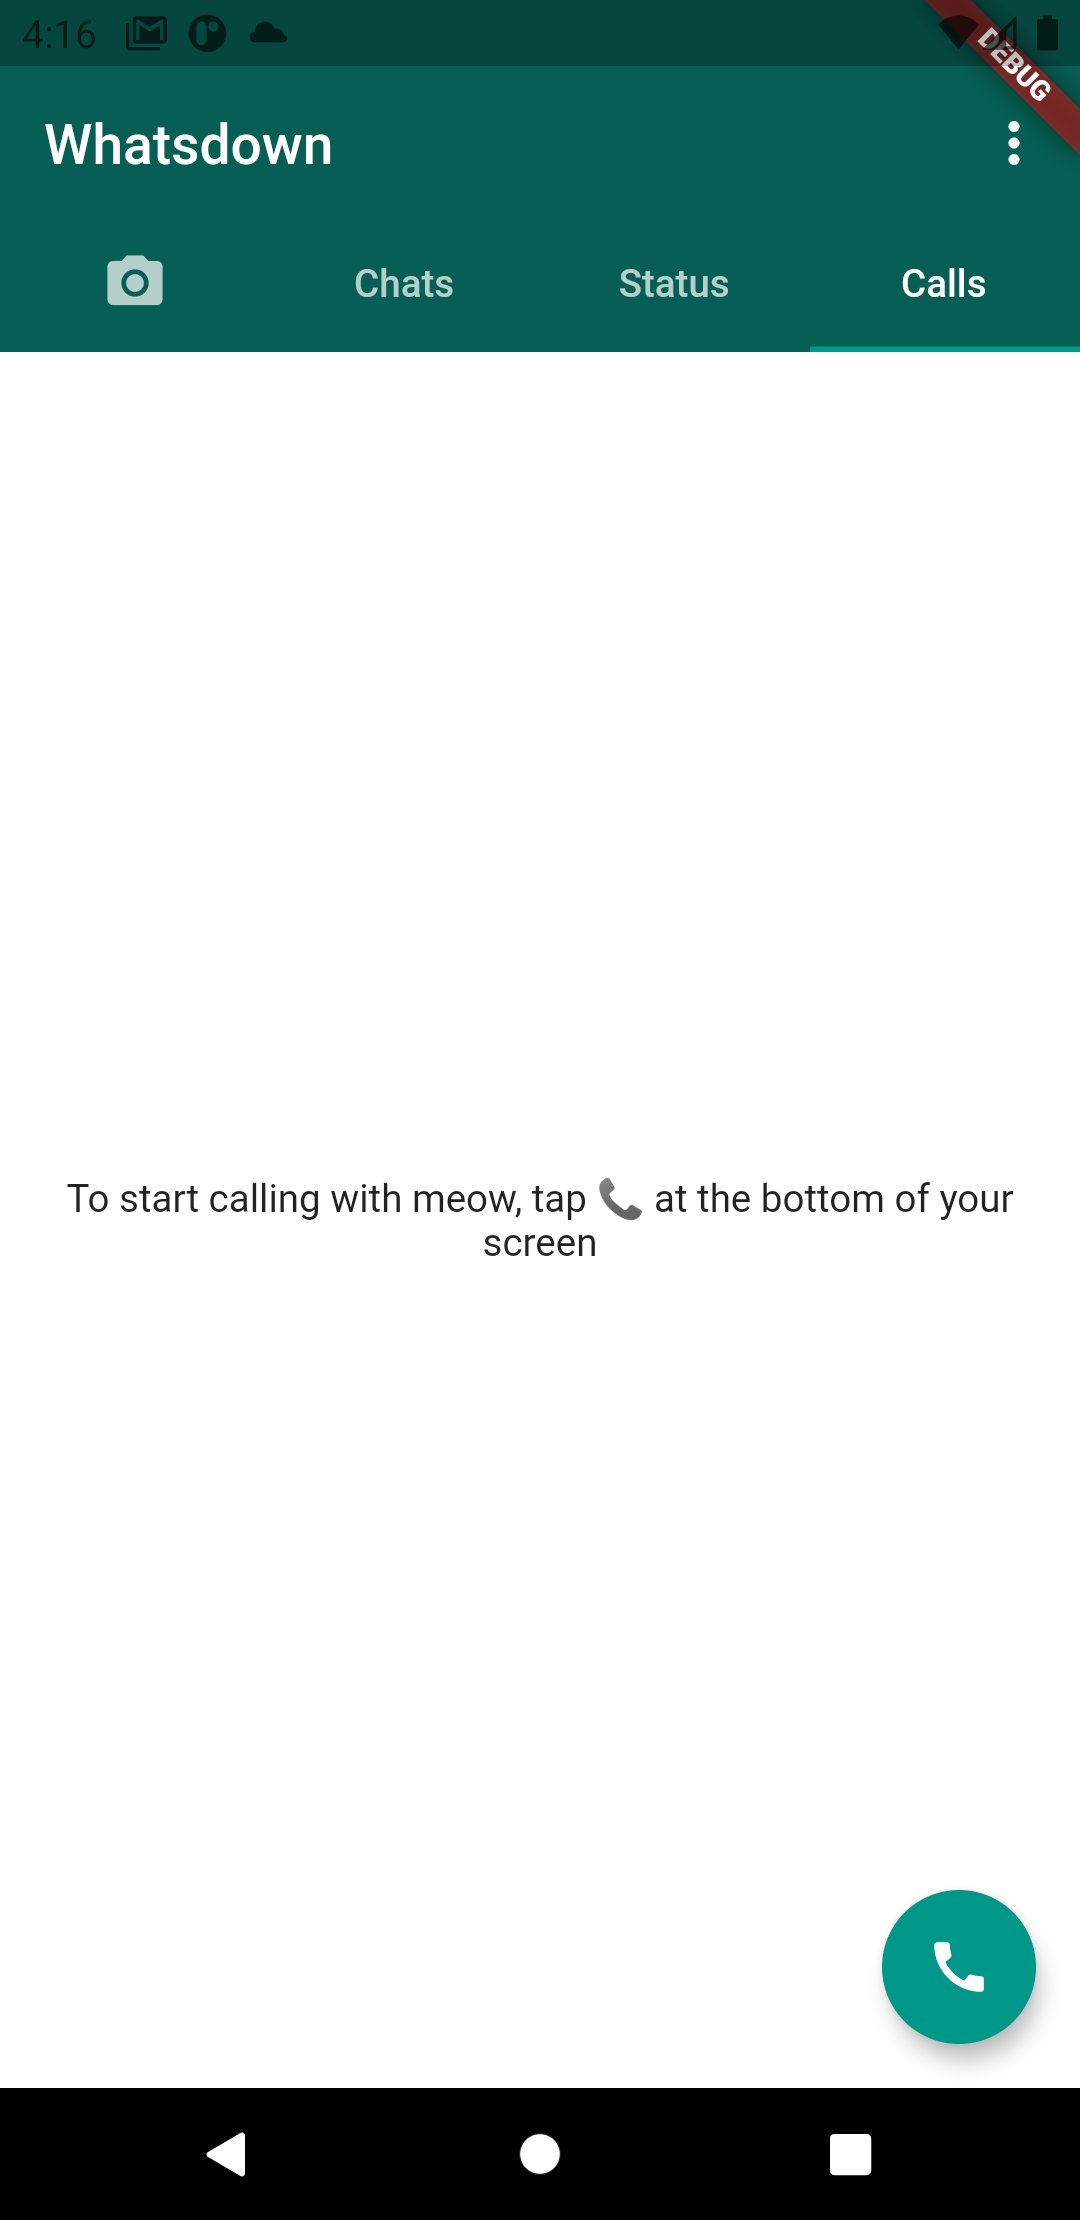 4:16
DEBUG
Whatsdown
Chats Status Calls
To start calling with meow, tap 📞 at the bottom of your
screen